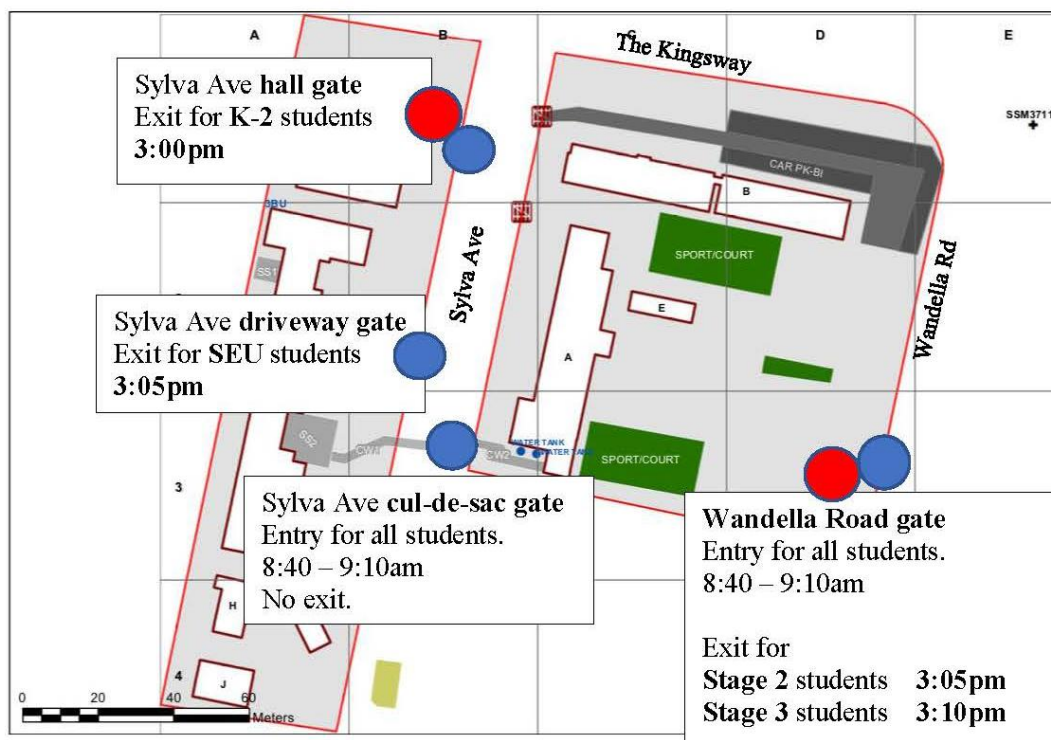 A
B
C
D
E
The Kingsway
Sylva Ave hall gate
Exit for K-2 students
3:00pm
SSM3711
CAR PK-BI
B
3BU
SPORT/COURT
SS1
Sylva Ave
E
Wandella Rd
Sylva Ave driveway gate
Exit for SEU students
3:05pm
A
SS2
CW1
CW2
WATER TANK
WATER TANK
SPORT/COURT
3
Sylva Ave cul-de-sac gate
Entry for all students.
8:40 – 9:10am
No exit.
Wandella Road gate
Entry for all students.
8:40 – 9:10am
Exit for
Stage 2 students 3:05pm
Stage 3 students 3:10pm
H
J
4
0 20 40 60
Meters